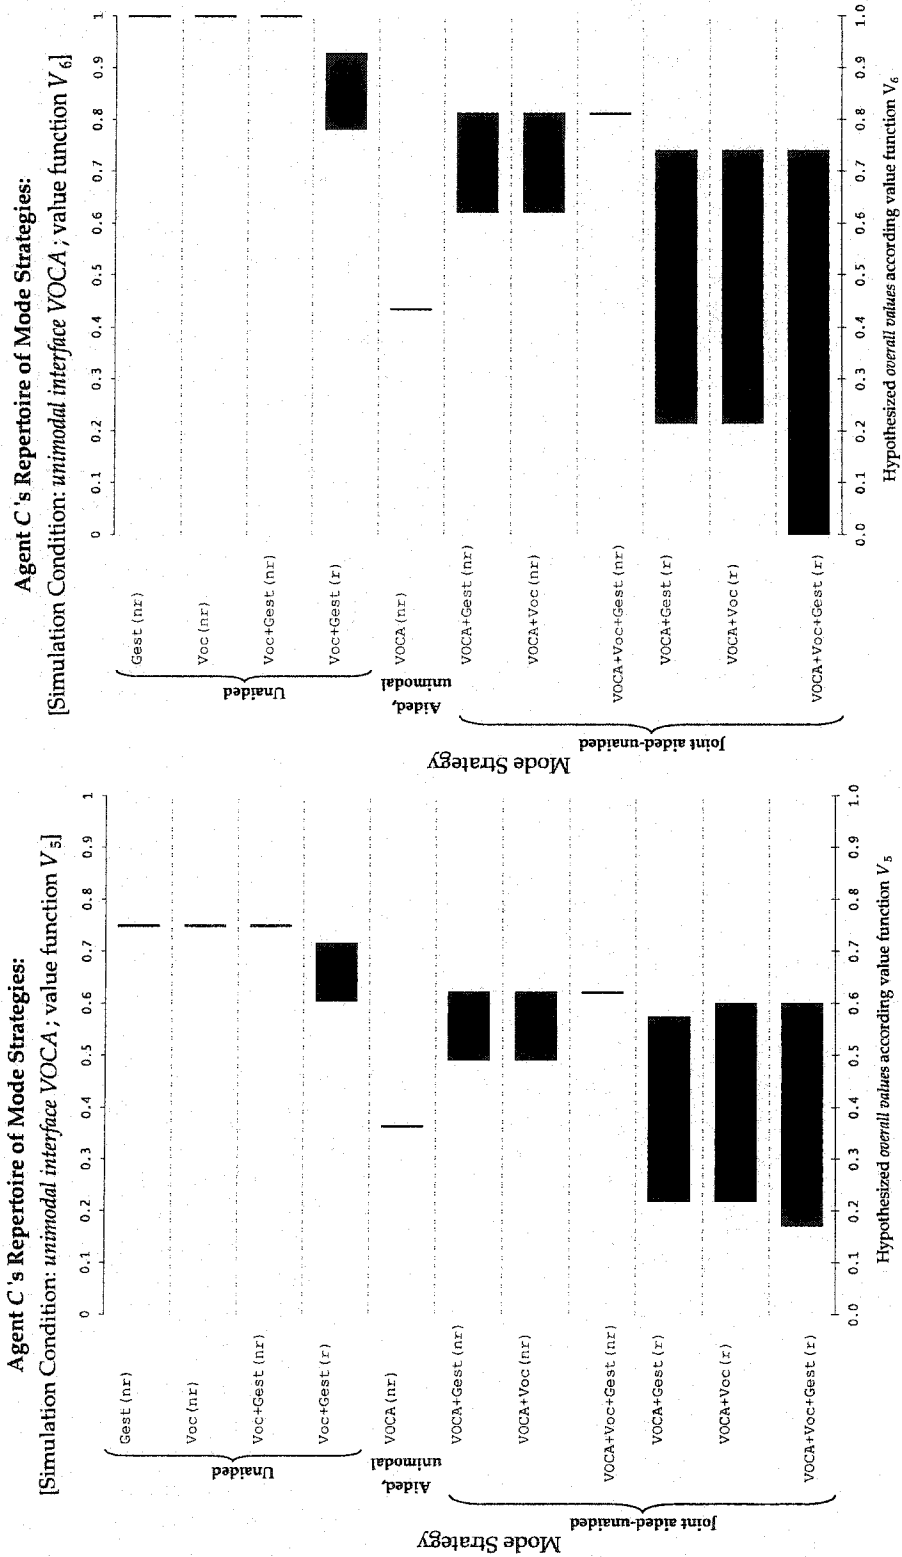 Agent C's Repertoire of Mode Strategies:
[Simulation Condition: unimodal interface VOCA; value function V5]
0 0.1 0.2 0.3 0.4 0.5 0.6 0.7 0.8 0.9 1
Mode Strategy
Unaided
Gest(nr)
Voc(nr)
Voc+Gest(nr)
Voc+Gest(r)
Aided,
unimodal
VOCA(nr)
Joint aided-unaided
VOCA+Gest(nr)
VOCA+Voc(nr)
VOCA+Voc+Gest(nr)
VOCA+Gest(r)
VOCA+Voc(r)
VOCA+Voc+Gest(r)
0.0 0.1 0.2 0.3 0.4 0.5 0.6 0.7 0.8 0.9 1.0
Hypothesized overall values according value function V5
Agent C's Repertoire of Mode Strategies:
[Simulation Condition: unimodal interface VOCA; value function V6]
0 0.1 0.2 0.3 0.4 0.5 0.6 0.7 0.8 0.9 1
Mode Strategy
Unaided
Gest(nr)
Voc(nr)
Voc+Gest(nr)
Voc+Gest(r)
Aided,
unimodal
VOCA(nr)
Joint aided-unaided
VOCA+Gest(nr)
VOCA+Voc(nr)
VOCA+Voc+Gest(nr)
VOCA+Gest(r)
VOCA+Voc(r)
VOCA+Voc+Gest(r)
0.0 0.1 0.2 0.3 0.4 0.5 0.6 0.7 0.8 0.9 1.0
Hypothesized overall values according value function V6